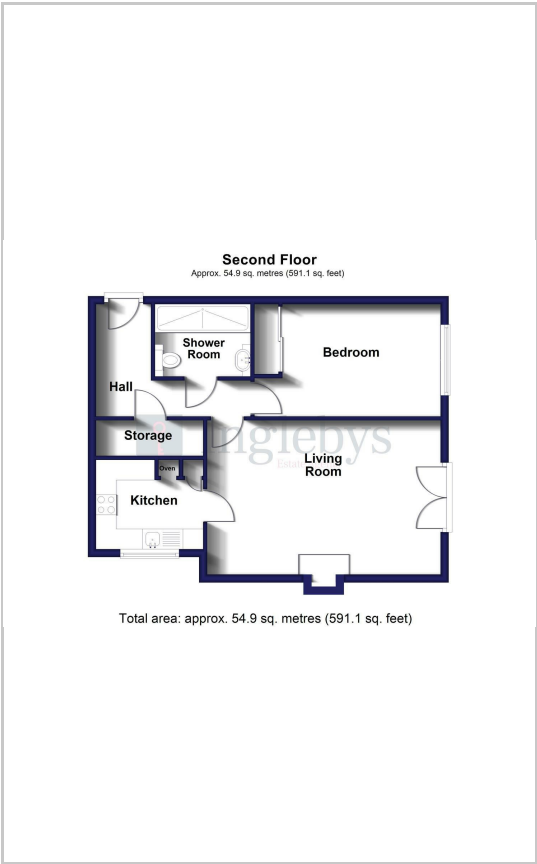 Second Floor
Approx. 54.9 sq. metres (591.1 sq. feet)
Shower
Room
Bedroom
Hall
Storage
inglebys
Living
Room
Oven
Kitchen
Total area: approx. 54.9 sq. metres (591.1 sq. feet)